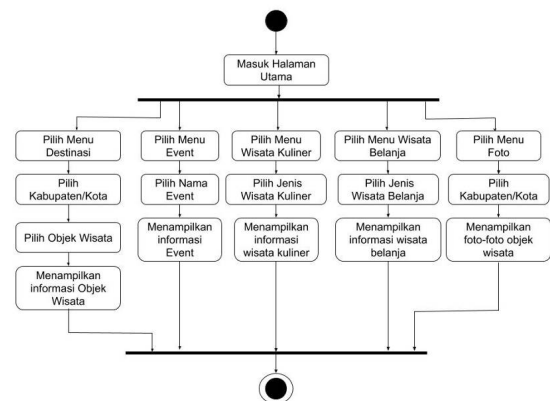 Masuk Halaman
Utama
Pilih Menu
Destinasi
Pilih
Kabupaten/Kota
Pilih Objek Wisata
Menampilkan
informasi Objek
Wisata
Pilih Menu
Event
Pilih Nama
Event
Menampilkan
informasi
Event
Pilih Menu
Wisata Kuliner
Pilih Jenis
Wisata Kuliner
Menampilkan
informasi
wisata kuliner
Pilih Menu Wisata
Belanja
Pilih Jenis
Wisata Belanja
Menampilkan
informasi wisata
belanja
Pilih Menu
Foto
Pilih
Kabupaten/Kota
Menampilkan
foto-foto objek
wisata